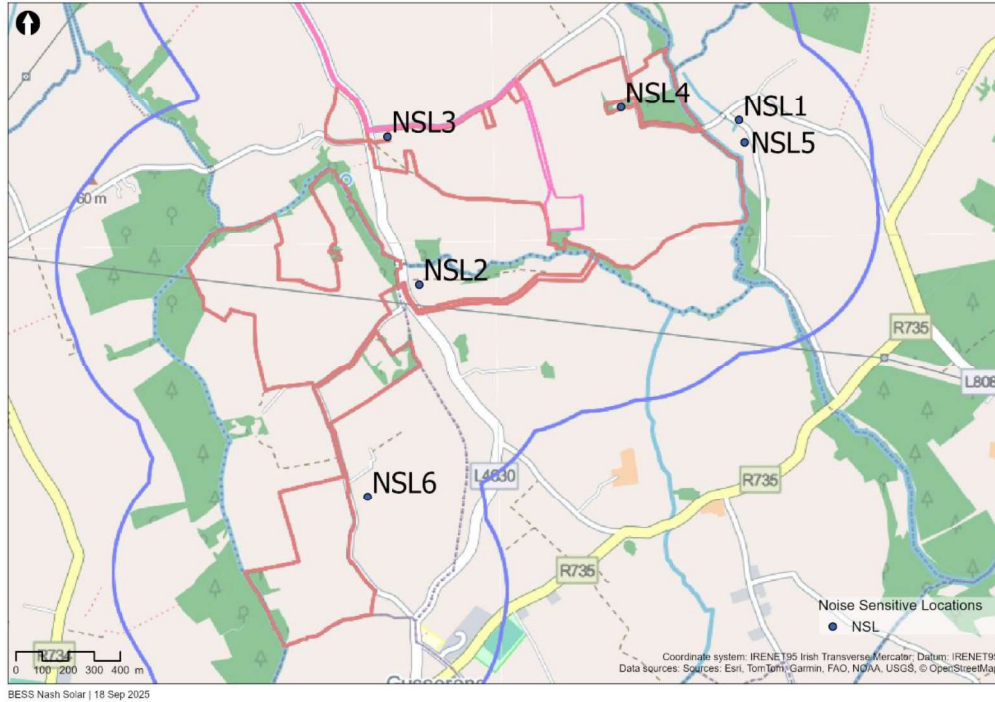 NSL4
NSL1
NSL3
NSL5
60 m
NSL2
R735
L808
NSL6
L4030
R735
R735
Noise Sensitive Locations
NSL
R734
0 100 200 300 400 m
Coordinate system: IRENET95 Irish Transverse Mercator; Datum: IRENET95
Data sources: Sources: Esri, TomTom, Garmin, FAO, NOAA, USGS, © OpenStreetMap
BESS Nash Solar | 18 Sep 2025